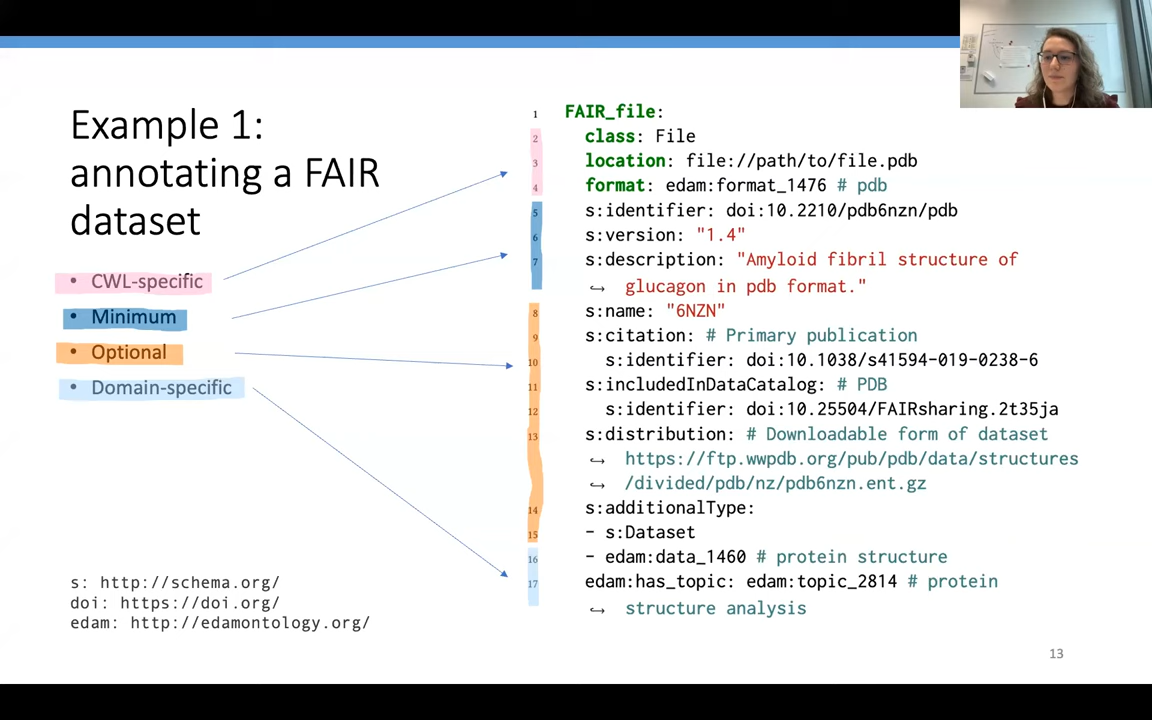 Example 1:
annotating a FAIR
dataset
• CWL-specific
• Minimum
• Optional
• Domain-specific
s: http://schema.org/
doi: https://doi.org/
edam: http://edamontology.org/
1 FAIR_file:
2 class: File
3 location: file://path/to/file.pdb
4 format: edam:format_1476 # pdb
5 s:identifier: doi:10.2210/pdb6nzn/pdb
6 s:version: "1.4"
7 s:description: "Amyloid fibril structure of
↪ glucagon in pdb format."
8 s:name: "6NZN"
9 s:citation: # Primary publication
10 s:identifier: doi:10.1038/s41594-019-0238-6
11 s:includedInDataCatalog: # PDB
12 s:identifier: doi:10.25504/FAIRsharing.2t35ja
13 s:distribution: # Downloadable form of dataset
↪ https://ftp.wwpdb.org/pub/pdb/data/structures
↪ /divided/pdb/nz/pdb6nzn.ent.gz
14 s:additionalType:
15 - s:Dataset
16 - edam:data_1460 # protein structure
17 edam:has_topic: edam:topic_2814 # protein
↪ structure analysis
13